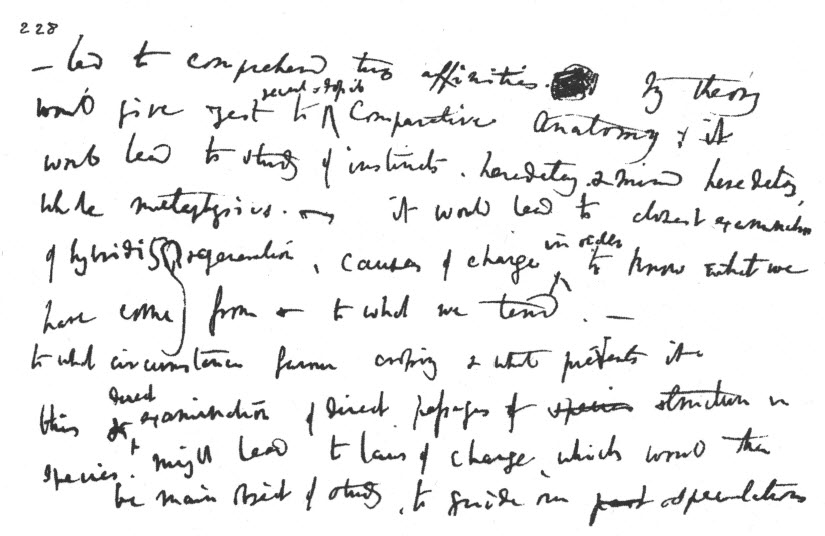 228
— led to comprehend true affinities. My theory
would give zest to recent & fossil Comparative Anatomy, & it
would lead to study of instincts, heredetary & mind heredetary,
whole metaphysics. — it would lead to closest examination
of hybridity regeneration, causes of change in order to know what we
have come from & to what we tend. —
to what circumstances favour crossing & what prevents it —
this & direct examination of direct passages of species structure in
species, might lead to laws of change, which would then
be main object of study, to guide our past speculations